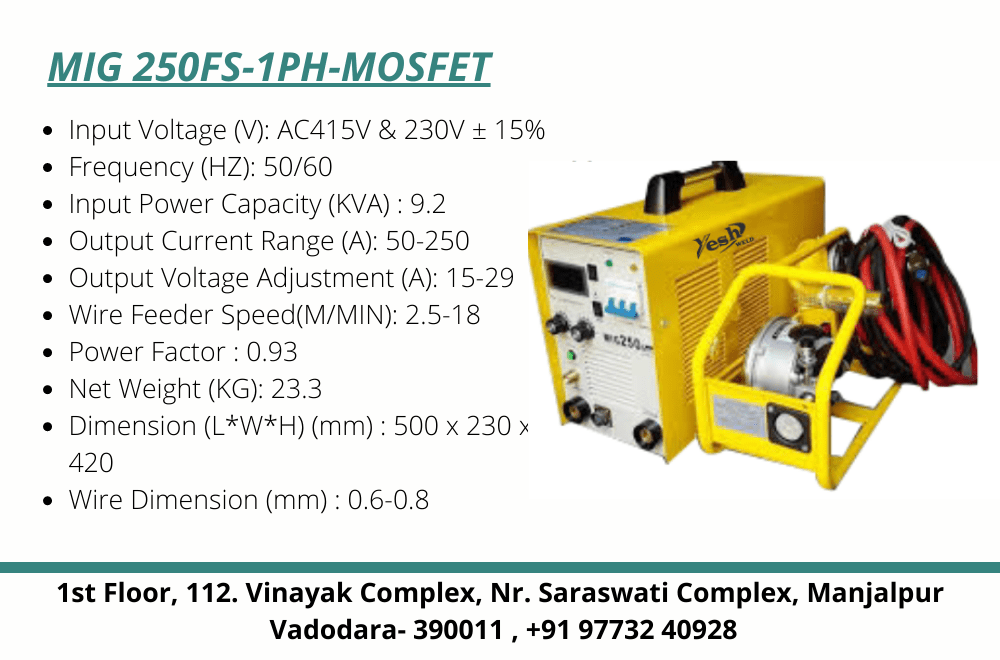 MIG 250FS-1PH-MOSFET
• Input Voltage (V): AC415V & 230V ± 15%
• Frequency (HZ): 50/60
• Input Power Capacity (KVA) : 9.2
• Output Current Range (A): 50-250
• Output Voltage Adjustment (A): 15-29
• Wire Feeder Speed(M/MIN): 2.5-18
• Power Factor : 0.93
• Net Weight (KG): 23.3
• Dimension (L*W*H) (mm) : 500 x 230 x
420
• Wire Dimension (mm) : 0.6-0.8
Yesh
WELD
MIG250
1st Floor, 112. Vinayak Complex, Nr. Saraswati Complex, Manjalpur
Vadodara- 390011 , +91 97732 40928